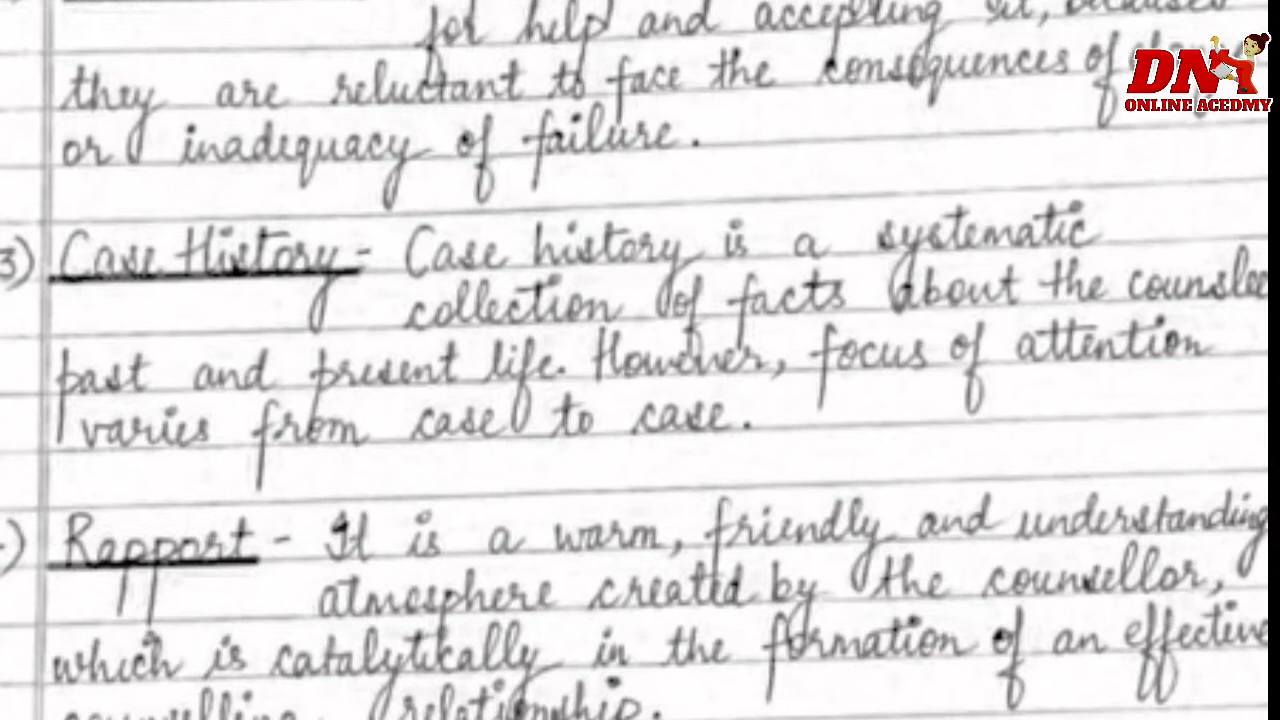 for help and accepting it, because
they are reluctant to face the consequences of
or inadequacy of failure.
3) Case History - Case history is a systematic
collection of facts about the counslee
past and present life. However, focus of attention
varies from case to case.
) Rapport - It is a warm, friendly and understanding
atmosphere created by the counsellor,
which is catalytically in the formation of an effective
counselling relationship.
DN
ONLINE ACEDMY